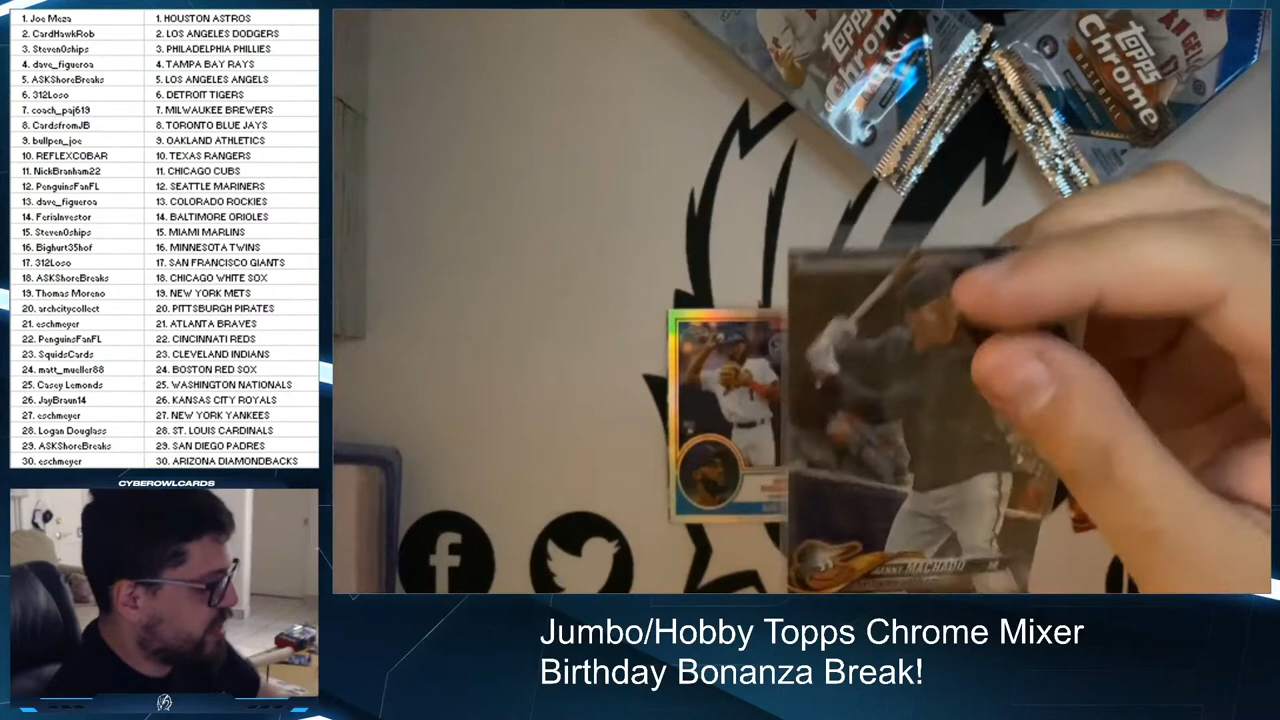 1. Joe Meza 1. HOUSTON ASTROS
2. CardHawkRob 2. LOS ANGELES DODGERS
3. Steven0ships 3. PHILADELPHIA PHILLIES
4. dave_figueroa 4. TAMPA BAY RAYS
5. ASKShoreBreaks 5. LOS ANGELES ANGELS
6. 312Loso 6. DETROIT TIGERS
7. coach_paj619 7. MILWAUKEE BREWERS
8. CardsfromJB 8. TORONTO BLUE JAYS
9. bullpen_joe 9. OAKLAND ATHLETICS
10. REFLEXCOBAR 10. TEXAS RANGERS
11. NickBranham22 11. CHICAGO CUBS
12. PenguinsFanFL 12. SEATTLE MARINERS
13. dave_figueroa 13. COLORADO ROCKIES
14. FeriaInvestor 14. BALTIMORE ORIOLES
15. Steven0ships 15. MIAMI MARLINS
16. Bighurt35hof 16. MINNESOTA TWINS
17. 312Loso 17. SAN FRANCISCO GIANTS
18. ASKShoreBreaks 18. CHICAGO WHITE SOX
19. Thomas Moreno 19. NEW YORK METS
20. archcitycollect 20. PITTSBURGH PIRATES
21. eschmeyer 21. ATLANTA BRAVES
22. PenguinsFanFL 22. CINCINNATI REDS
23. SquidsCards 23. CLEVELAND INDIANS
24. matt_mueller88 24. BOSTON RED SOX
25. Casey Lemonds 25. WASHINGTON NATIONALS
26. JayBraun14 26. KANSAS CITY ROYALS
27. eschmeyer 27. NEW YORK YANKEES
28. Logan Douglass 28. ST. LOUIS CARDINALS
29. ASKShoreBreaks 29. SAN DIEGO PADRES
30. eschmeyer 30. ARIZONA DIAMONDBACKS
CYBEROWLCARDS
TOPPS
Chrome
TOPPS
Chrome
BASEBALL
MANNY MACHADO
f
Jumbo/Hobby Topps Chrome Mixer
Birthday Bonanza Break!